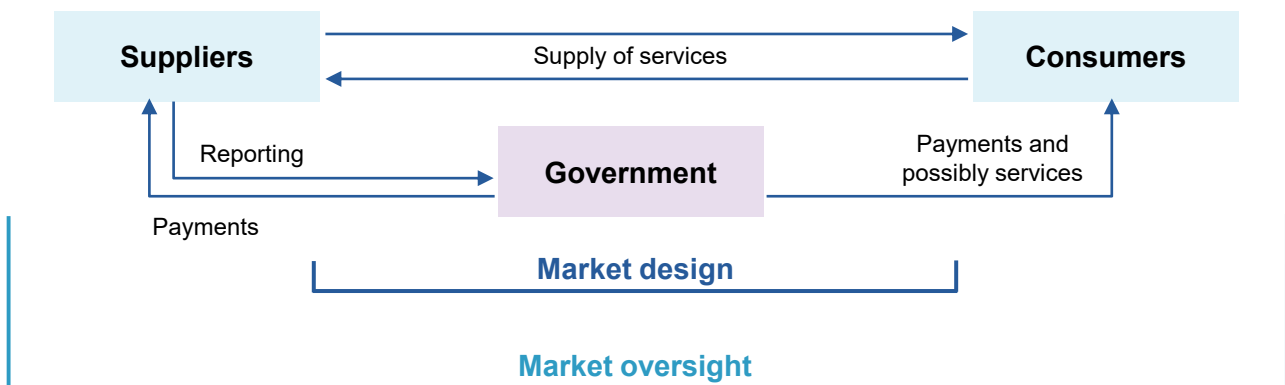 Suppliers
Supply of services
Consumers
Reporting
Government
Payments and
possibly services
Payments
Market design
Market oversight